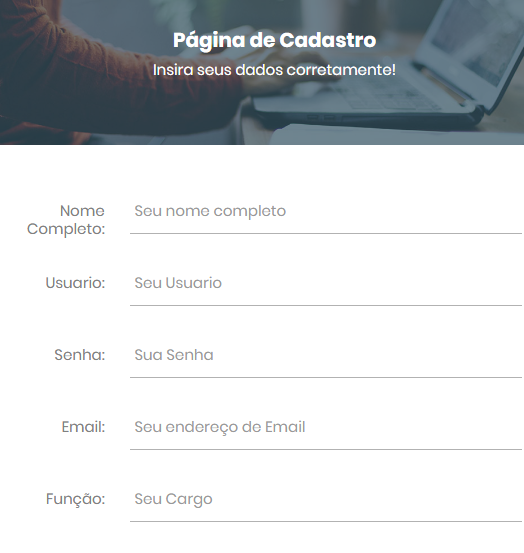 Página de Cadastro
Insira seus dados corretamente!
Nome
Completo:
Seu nome completo
Usuario:
Seu Usuario
Senha:
Sua Senha
Email:
Seu endereço de Email
Função:
Seu Cargo